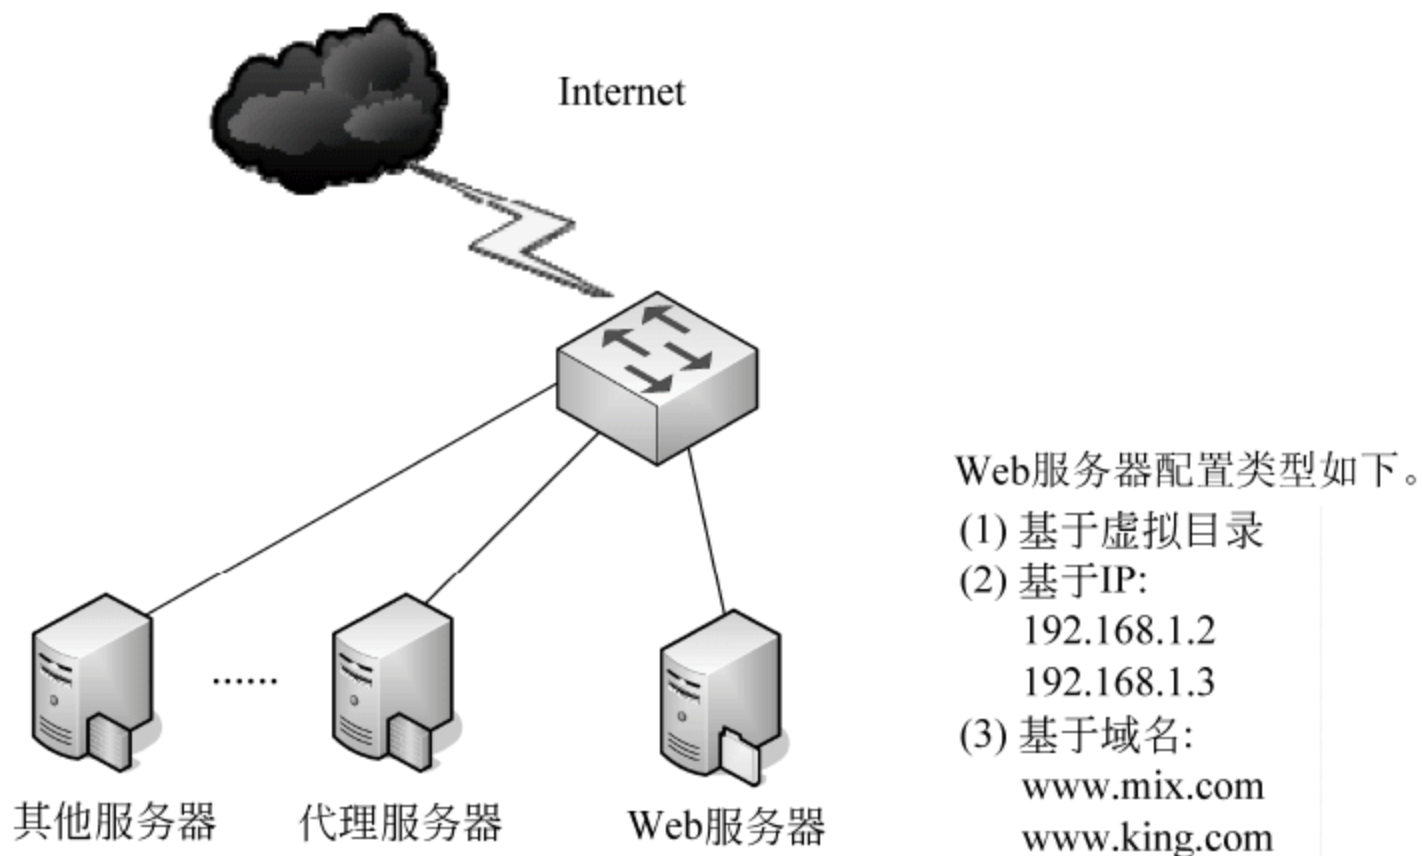 Internet
Web服务器配置类型如下。
(1) 基于虚拟目录
(2) 基于IP:
192.168.1.2
192.168.1.3
(3) 基于域名:
www.mix.com
www.king.com
......
其他服务器
代理服务器
Web服务器